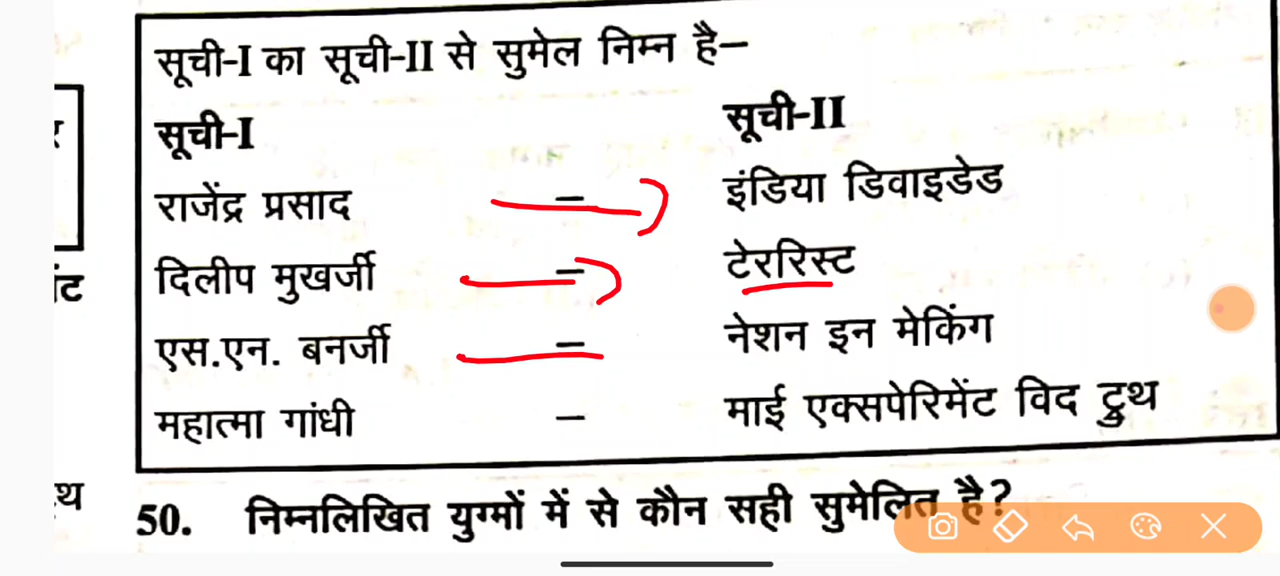 सूची-I का सूची-II से सुमेल निम्न है–
सूची-I सूची-II
राजेंद्र प्रसाद – इंडिया डिवाइडेड
दिलीप मुखर्जी – टेररिस्ट
एस.एन. बनर्जी – नेशन इन मेकिंग
महात्मा गांधी – माई एक्सपेरिमेंट विद ट्रुथ
50. निम्नलिखित युग्मों में से कौन सही सुमेलित है?